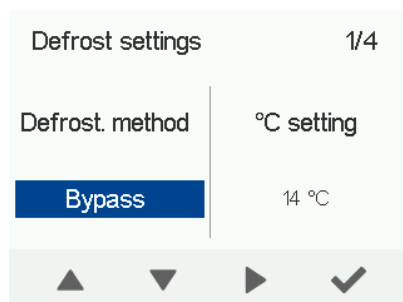 Defrost settings 1/4
Defrost. method °C setting
Bypass 14 °C